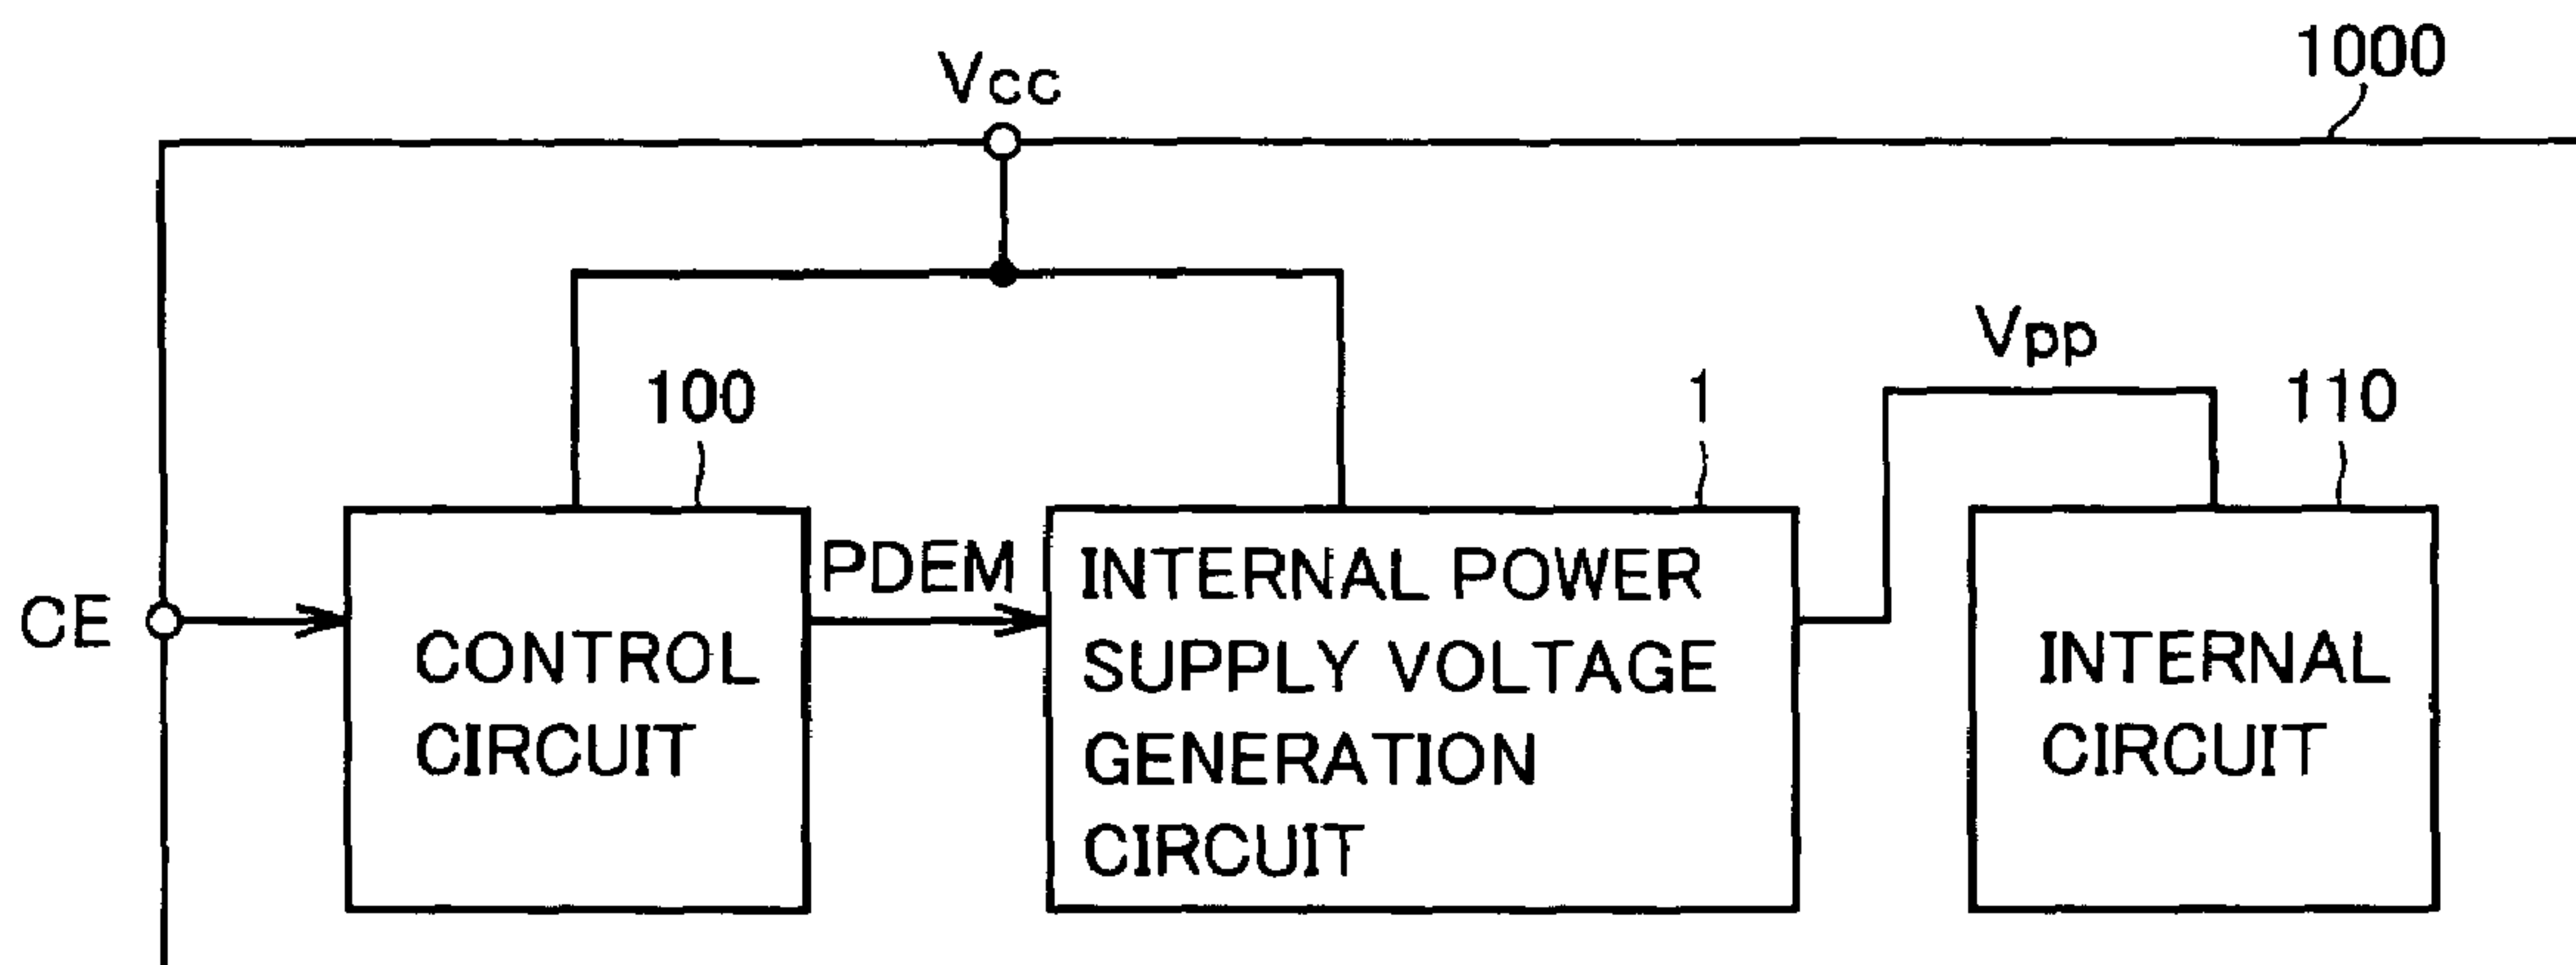 1000
Vcc
Vpp
100
1
110
CE
PDEM
CONTROL
CIRCUIT
INTERNAL POWER
SUPPLY VOLTAGE
GENERATION
CIRCUIT
INTERNAL
CIRCUIT